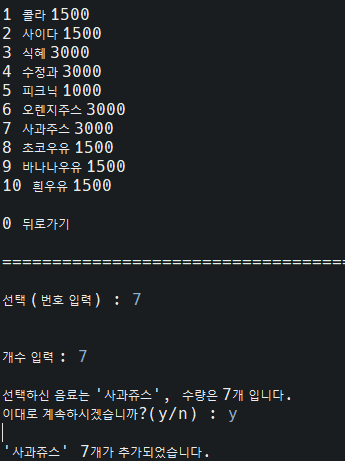 1 콜라 1500
2 사이다 1500
3 식혜 3000
4 수정과 3000
5 피크닉 1000
6 오렌지주스 3000
7 사과주스 3000
8 초코우유 1500
9 바나나우유 1500
10 흰우유 1500
0 뒤로가기
===================================
선택 (번호 입력) : 7
개수 입력 : 7
선택하신 음료는 '사과쥬스', 수량은 7개 입니다.
이대로 계속하시겠습니까?(y/n) : y
'사과쥬스' 7개가 추가되었습니다.